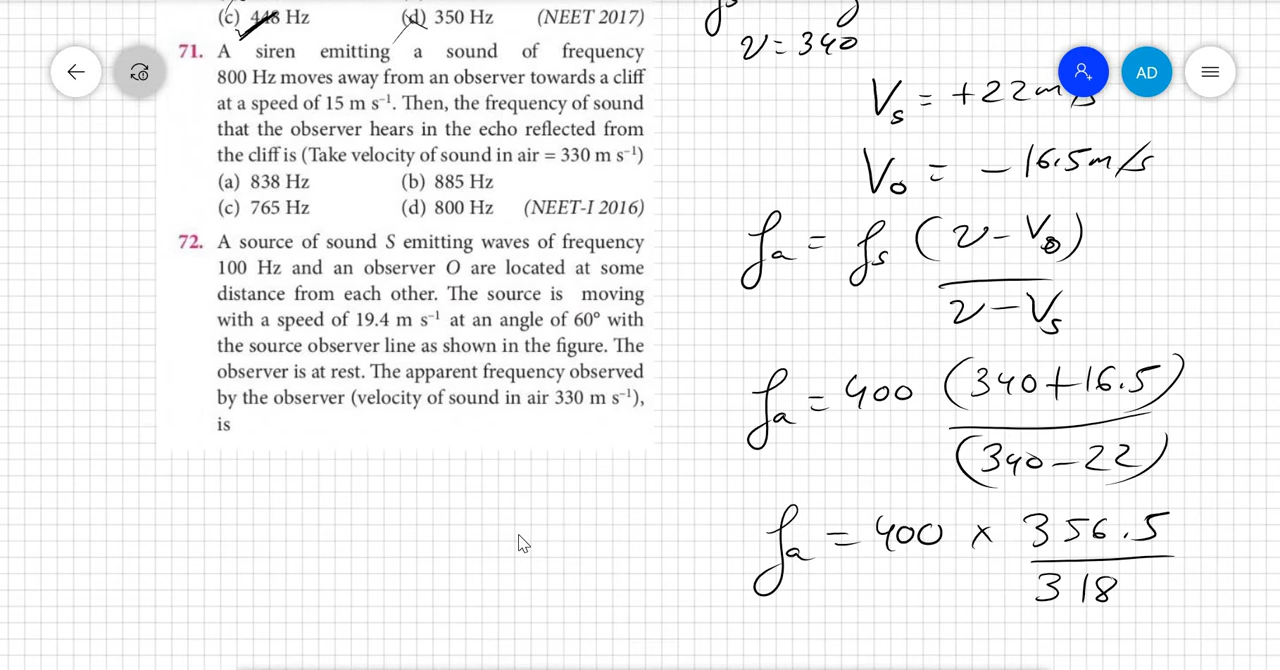 (c) 448 Hz (d) 350 Hz (NEET 2017)
71. A siren emitting a sound of frequency
800 Hz moves away from an observer towards a cliff
at a speed of 15 m s⁻¹. Then, the frequency of sound
that the observer hears in the echo reflected from
the cliff is (Take velocity of sound in air = 330 m s⁻¹)
(a) 838 Hz (b) 885 Hz
(c) 765 Hz (d) 800 Hz (NEET-I 2016)
72. A source of sound S emitting waves of frequency
100 Hz and an observer O are located at some
distance from each other. The source is moving
with a speed of 19.4 m s⁻¹ at an angle of 60° with
the source observer line as shown in the figure. The
observer is at rest. The apparent frequency observed
by the observer (velocity of sound in air 330 m s⁻¹),
is
v = 340
AD
Vs = +22 m/s
Vo = -16.5 m/s
fa = fs (v - Vo)
v - Vs
fa = 400 (340 + 16.5)
(340 - 22)
fa = 400 × 356.5
318